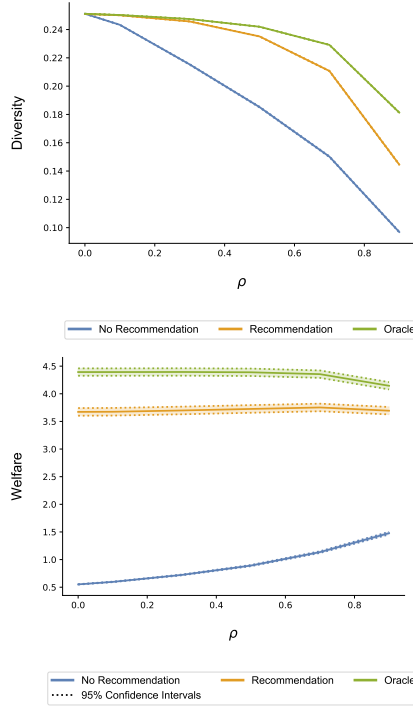 0.24
0.22
0.20
0.18
0.16
0.14
0.12
0.10
Diversity
0.0 0.2 0.4 0.6 0.8
ρ
No Recommendation Recommendation Oracle
4.5
4.0
3.5
3.0
2.5
2.0
1.5
1.0
0.5
Welfare
0.0 0.2 0.4 0.6 0.8
ρ
No Recommendation Recommendation Oracle
95% Confidence Intervals